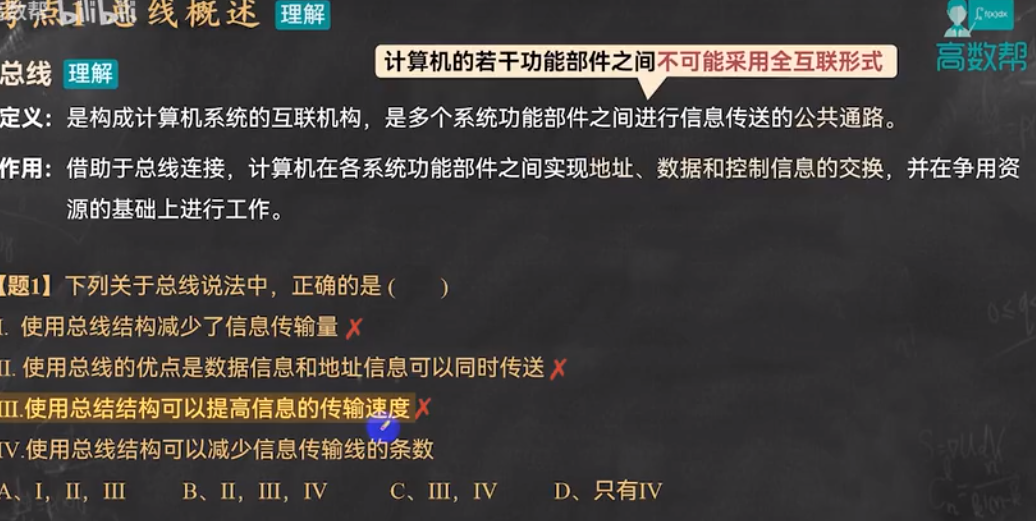 考点1 总线概述 理解
bilibili
高数帮
总线 理解
计算机的若干功能部件之间不可能采用全互联形式
定义：是构成计算机系统的互联机构，是多个系统功能部件之间进行信息传送的公共通路。
作用：借助于总线连接，计算机在各系统功能部件之间实现地址、数据和控制信息的交换，并在争用资
源的基础上进行工作。
【题1】下列关于总线说法中，正确的是 ( )
I. 使用总线结构减少了信息传输量 ✗
II. 使用总线的优点是数据信息和地址信息可以同时传送 ✗
III.使用总结结构可以提高信息的传输速度 ✗
IV.使用总线结构可以减少信息传输线的条数
A、I，II，III B、II，III，IV C、III，IV D、只有IV